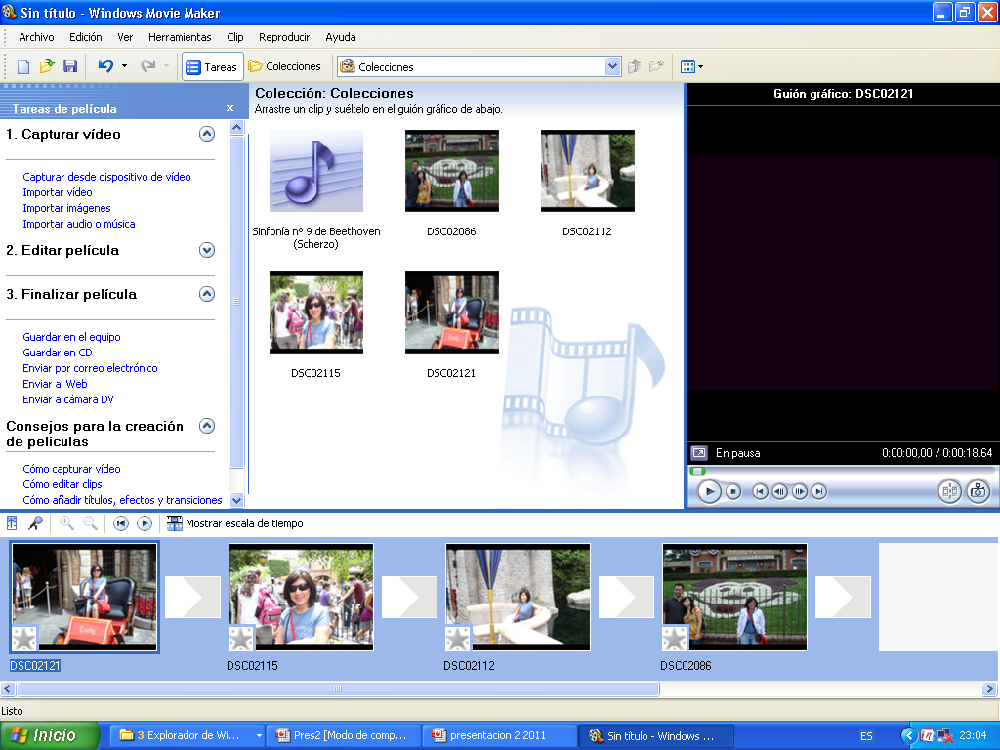 Sin título - Windows Movie Maker
Archivo Edición Ver Herramientas Clip Reproducir Ayuda
Tareas Colecciones Colecciones
Tareas de película
1. Capturar vídeo
Capturar desde dispositivo de vídeo
Importar vídeo
Importar imágenes
Importar audio o música
2. Editar película
3. Finalizar película
Guardar en el equipo
Guardar en CD
Enviar por correo electrónico
Enviar al Web
Enviar a cámara DV
Consejos para la creación
de películas
Cómo capturar vídeo
Cómo editar clips
Cómo añadir títulos, efectos y transiciones
Colección: Colecciones
Arrastre un clip y suéltelo en el guión gráfico de abajo.
Sinfonía nº 9 de Beethoven
(Scherzo)
DSC02086
DSC02112
DSC02115
DSC02121
Guión gráfico: DSC02121
En pausa 0:00:00,00 / 0:00:18,64
Mostrar escala de tiempo
DSC02121 DSC02115 DSC02112 DSC02086
Listo
Inicio 3 Explorador de Wi... Pres2 [Modo de comp... presentacion 2 2011 Sin título - Windows ... ES 23:04